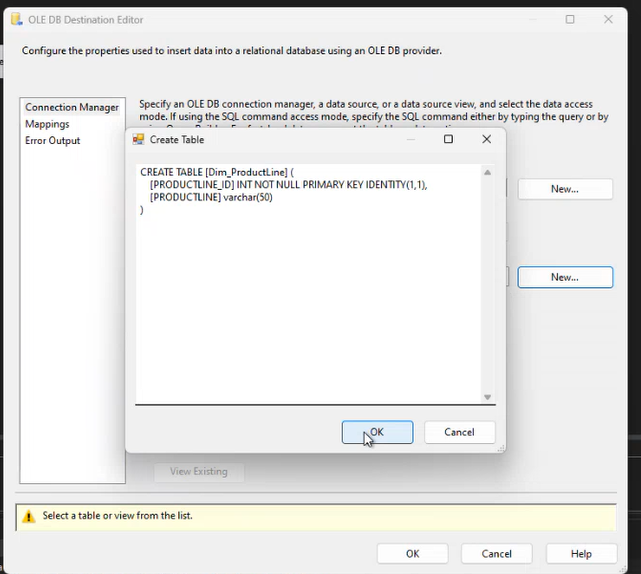 OLE DB Destination Editor
Configure the properties used to insert data into a relational database using an OLE DB provider.
Connection Manager
Mappings
Error Output
Specify an OLE DB connection manager, a data source, or a data source view, and select the data access
mode. If using the SQL command access mode, specify the SQL command either by typing the query or by
Create Table
CREATE TABLE [Dim_ProductLine] (
[PRODUCTLINE_ID] INT NOT NULL PRIMARY KEY IDENTITY(1,1),
[PRODUCTLINE] varchar(50)
)
New...
New...
OK
Cancel
View Existing
Select a table or view from the list.
OK
Cancel
Help